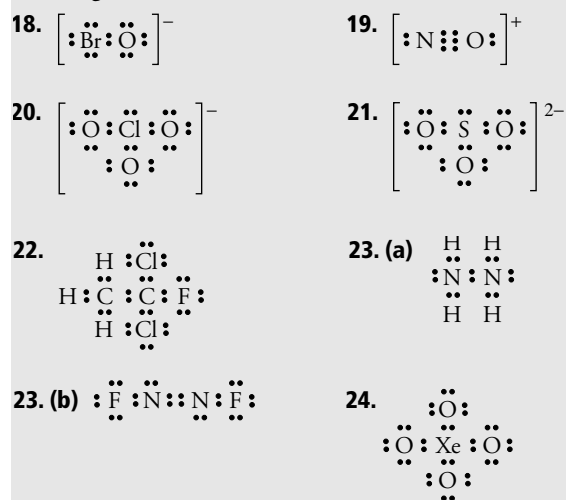 18. [:Br:O:]–
19. [:N⋮⋮O:]+
20. [:O:Cl:O:]–
:O:
21. [:O:S:O:]2–
:O:
22. H :Cl:
H:C:C:F:
H :Cl:
23. (a) H H
:N:N:
H H
23. (b) :F:N::N:F:
24. :O:
:O:Xe:O:
:O: